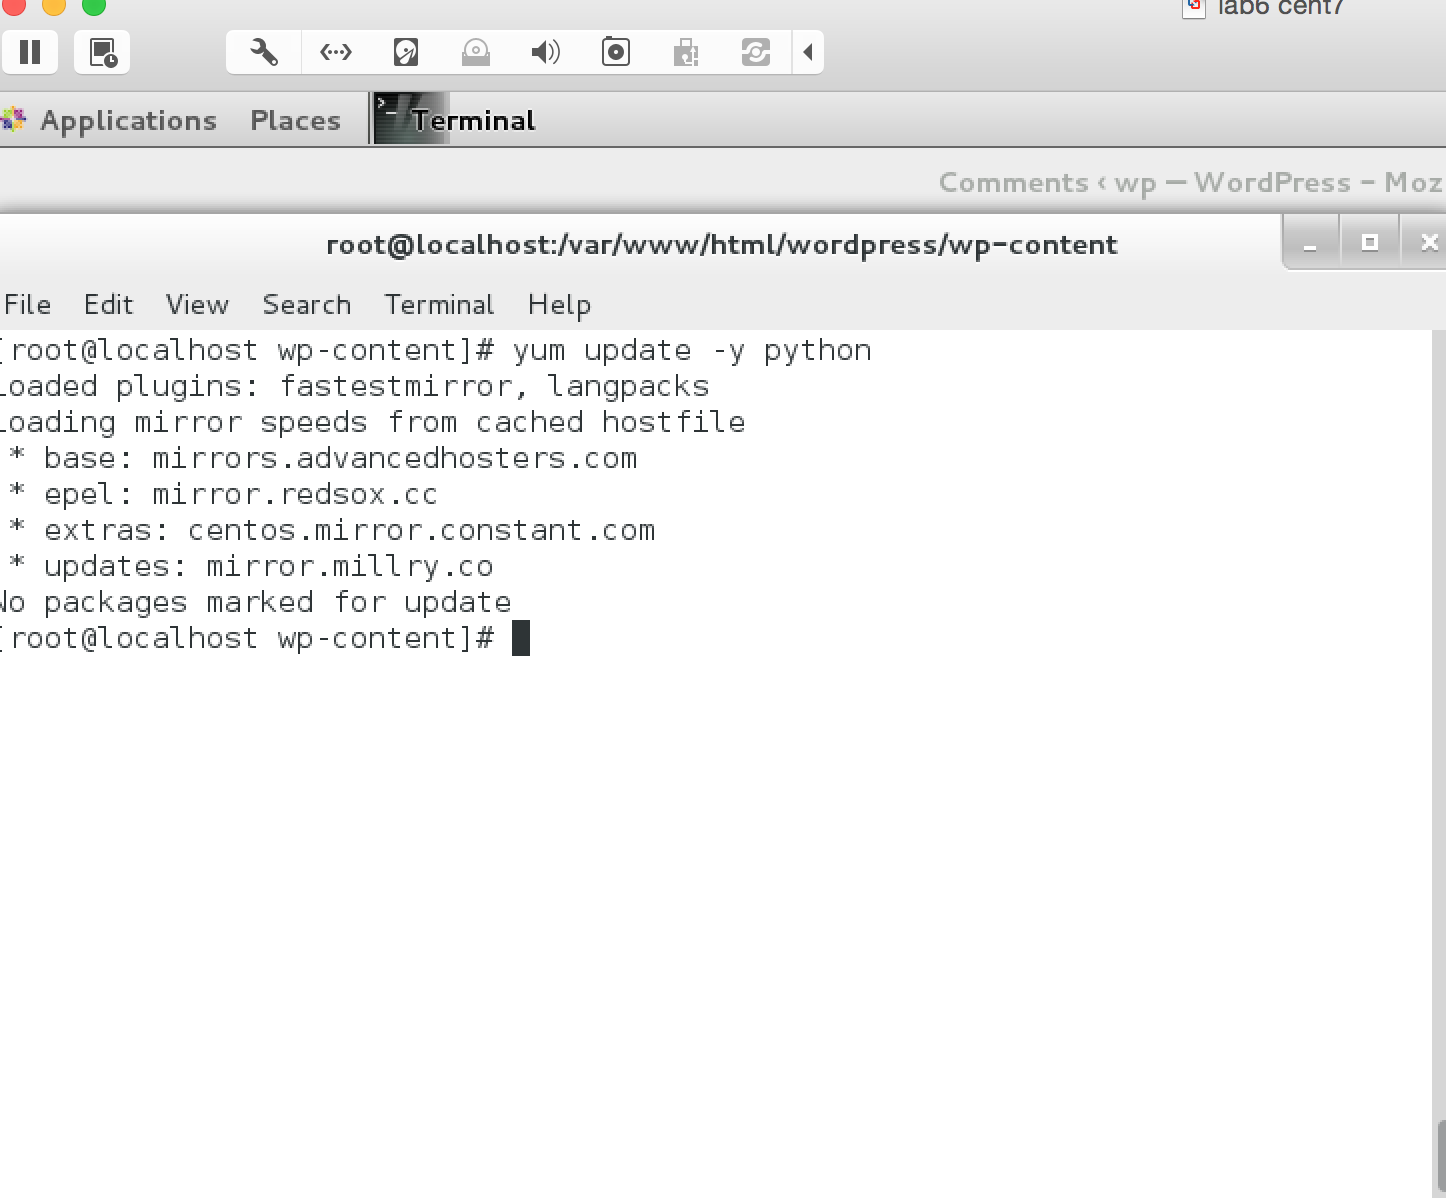 lab6 cent7
Applications Places Terminal
Comments ‹ wp — WordPress - Moz
root@localhost:/var/www/html/wordpress/wp-content
File Edit View Search Terminal Help
[root@localhost wp-content]# yum update -y python
Loaded plugins: fastestmirror, langpacks
Loading mirror speeds from cached hostfile
* base: mirrors.advancedhosters.com
* epel: mirror.redsox.cc
* extras: centos.mirror.constant.com
* updates: mirror.millry.co
No packages marked for update
[root@localhost wp-content]#